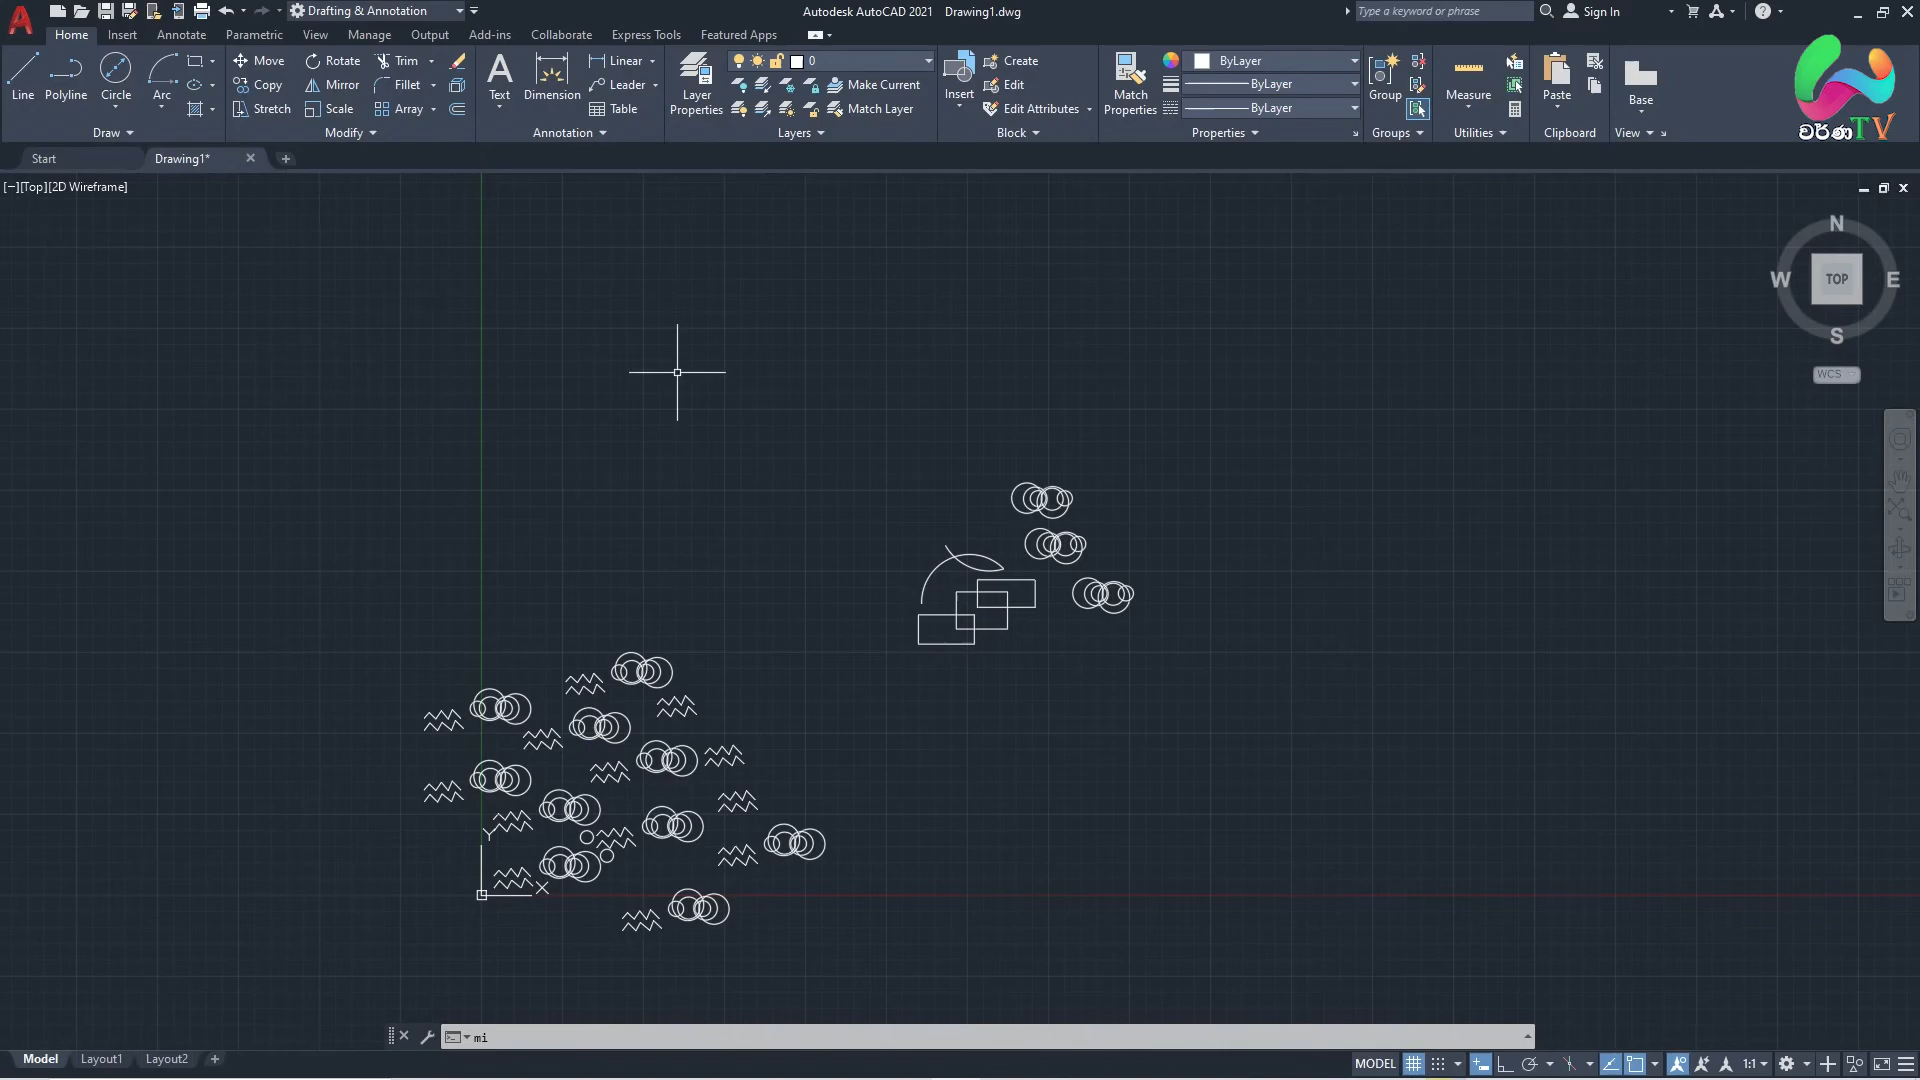 Drafting & Annotation
Autodesk AutoCAD 2021 Drawing1.dwg
Type a keyword or phrase
Sign In
Home Insert Annotate Parametric View Manage Output Add-ins Collaborate Express Tools Featured Apps
Line Polyline Circle Arc
Move Rotate Trim
Copy Mirror Fillet
Stretch Scale Array
Text Dimension
Linear
Leader
Table
Layer Properties
0
Make Current
Match Layer
Insert
Create
Edit
Edit Attributes
Match Properties
ByLayer
ByLayer
ByLayer
Group
Measure
Paste
Base
Draw Modify Annotation Layers Block Properties Groups Utilities Clipboard View
වර්ණ TV
Start Drawing1*
[−][Top][2D Wireframe]
N
W TOP E
S
WCS
Y
X
mi
Model Layout1 Layout2
MODEL 1:1